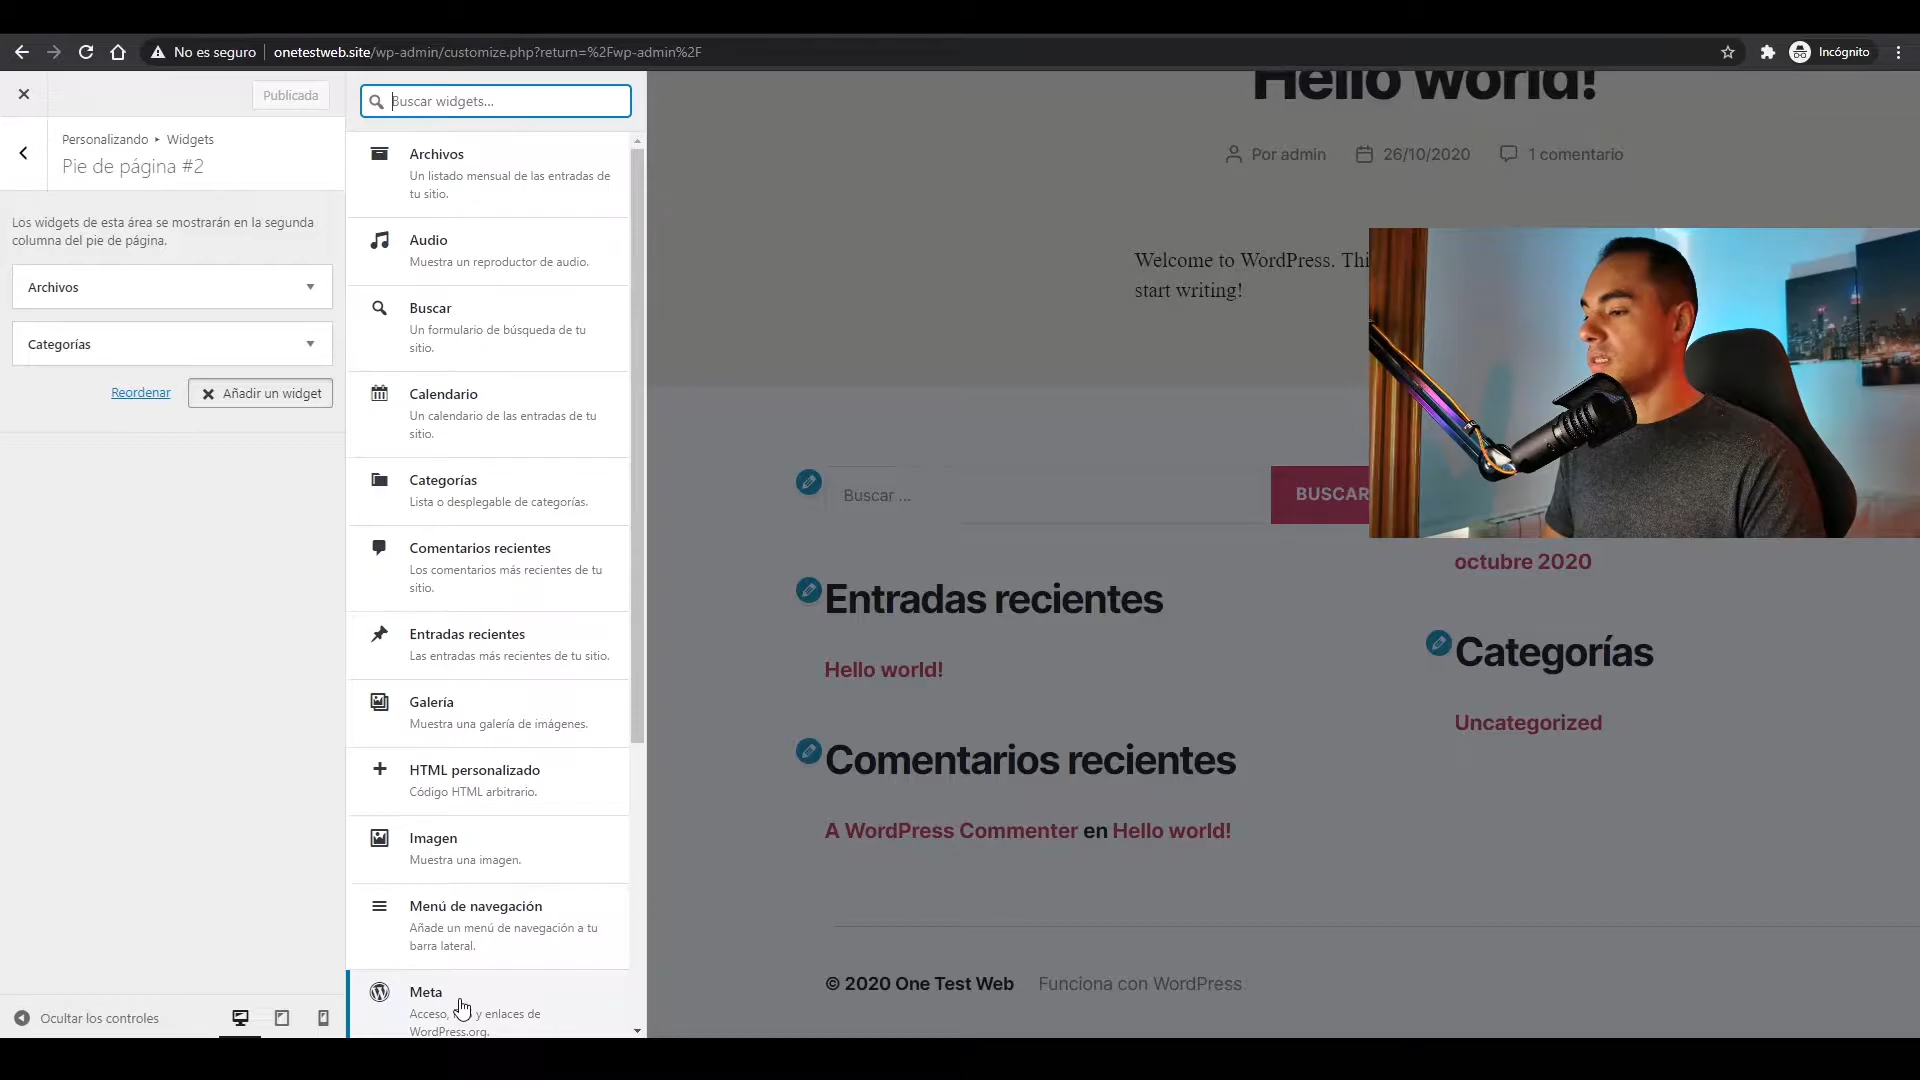 No es seguro
onetestweb.site/wp-admin/customize.php?return=%2Fwp-admin%2F
Incógnito
Publicada
Personalizando ▸ Widgets
Pie de página #2
Los widgets de esta área se mostrarán en la segunda
columna del pie de página.
Archivos
Categorías
Reordenar
Añadir un widget
Ocultar los controles
Buscar widgets...
Archivos
Un listado mensual de las entradas de
tu sitio.
Audio
Muestra un reproductor de audio.
Buscar
Un formulario de búsqueda de tu
sitio.
Calendario
Un calendario de las entradas de tu
sitio.
Categorías
Lista o desplegable de categorías.
Comentarios recientes
Los comentarios más recientes de tu
sitio.
Entradas recientes
Las entradas más recientes de tu sitio.
Galería
Muestra una galería de imágenes.
HTML personalizado
Código HTML arbitrario.
Imagen
Muestra una imagen.
Menú de navegación
Añade un menú de navegación a tu
barra lateral.
Meta
Acceso, y enlaces de
WordPress.org.
Hello world!
Por admin
26/10/2020
1 comentario
Welcome to WordPress. Thi
start writing!
Buscar ...
BUSCAR
Entradas recientes
Hello world!
Comentarios recientes
A WordPress Commenter en Hello world!
octubre 2020
Categorías
Uncategorized
© 2020 One Test Web
Funciona con WordPress